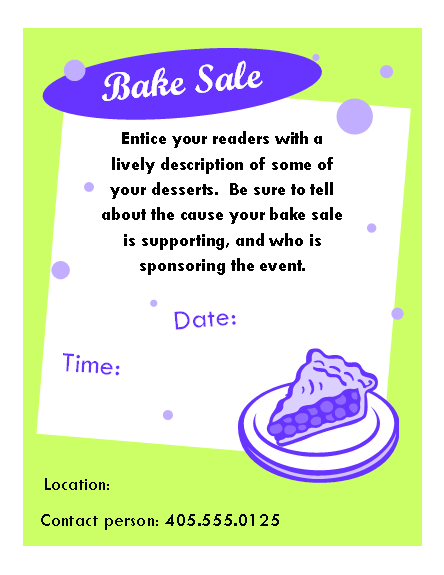 Bake Sale
Entice your readers with a
lively description of some of
your desserts.  Be sure to tell
about the cause your bake sale
is supporting, and who is
sponsoring the event.
Date:
Time:
Location:
Contact person: 405.555.0125